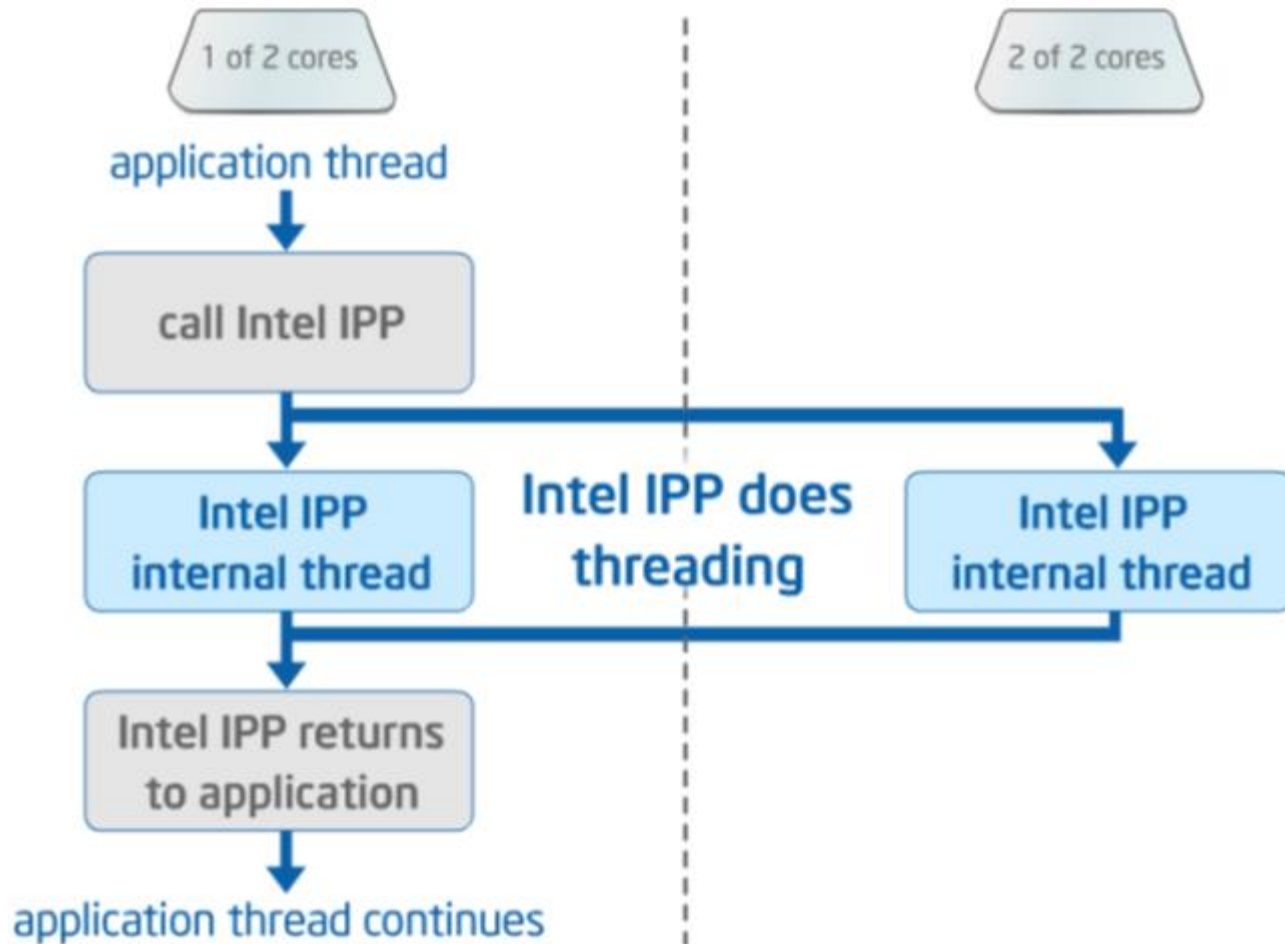 1 of 2 cores
2 of 2 cores
application thread
call Intel IPP
Intel IPP
internal thread
Intel IPP does
threading
Intel IPP
internal thread
Intel IPP returns
to application
application thread continues